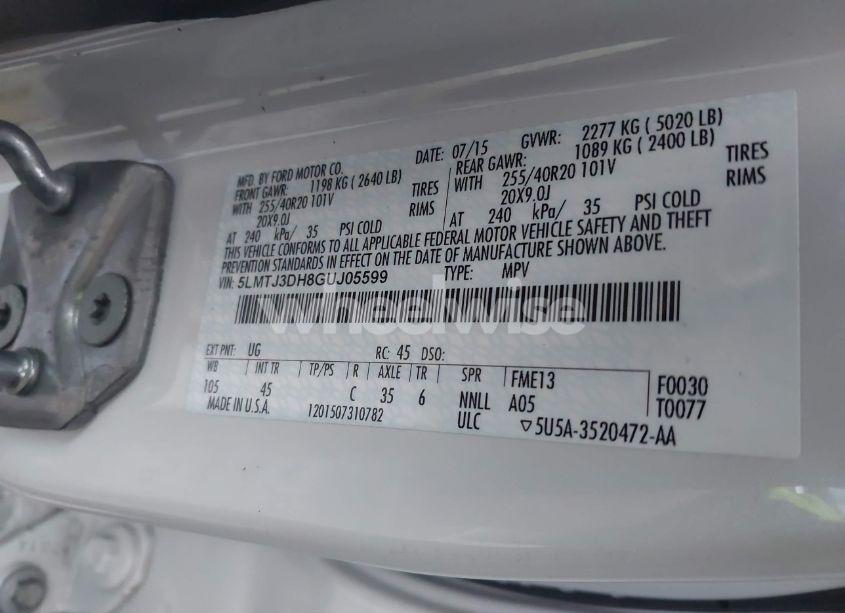 MFD. BY FORD MOTOR CO.
DATE: 07/15 GVWR: 2277 KG ( 5020 LB)
FRONT GAWR: 1198 KG ( 2640 LB) REAR GAWR: 1089 KG ( 2400 LB)
WITH 255/40R20 101V TIRES WITH 255/40R20 101V TIRES
20X9.0J RIMS 20X9.0J RIMS
AT 240 kPa/ 35 PSI COLD AT 240 kPa/ 35 PSI COLD
THIS VEHICLE CONFORMS TO ALL APPLICABLE FEDERAL MOTOR VEHICLE SAFETY AND THEFT
PREVENTION STANDARDS IN EFFECT ON THE DATE OF MANUFACTURE SHOWN ABOVE.
VIN: 5LMTJ3DH8GUJ05599 TYPE: MPV
wheelwise
EXT PNT: UG RC: 45 DSO:
WB INT TR TP/PS R AXLE TR SPR FME13 F0030
105 45 C 35 6 NNLL A05 T0077
MADE IN U.S.A. 1201507310782 ULC ▽5U5A-3520472-AA